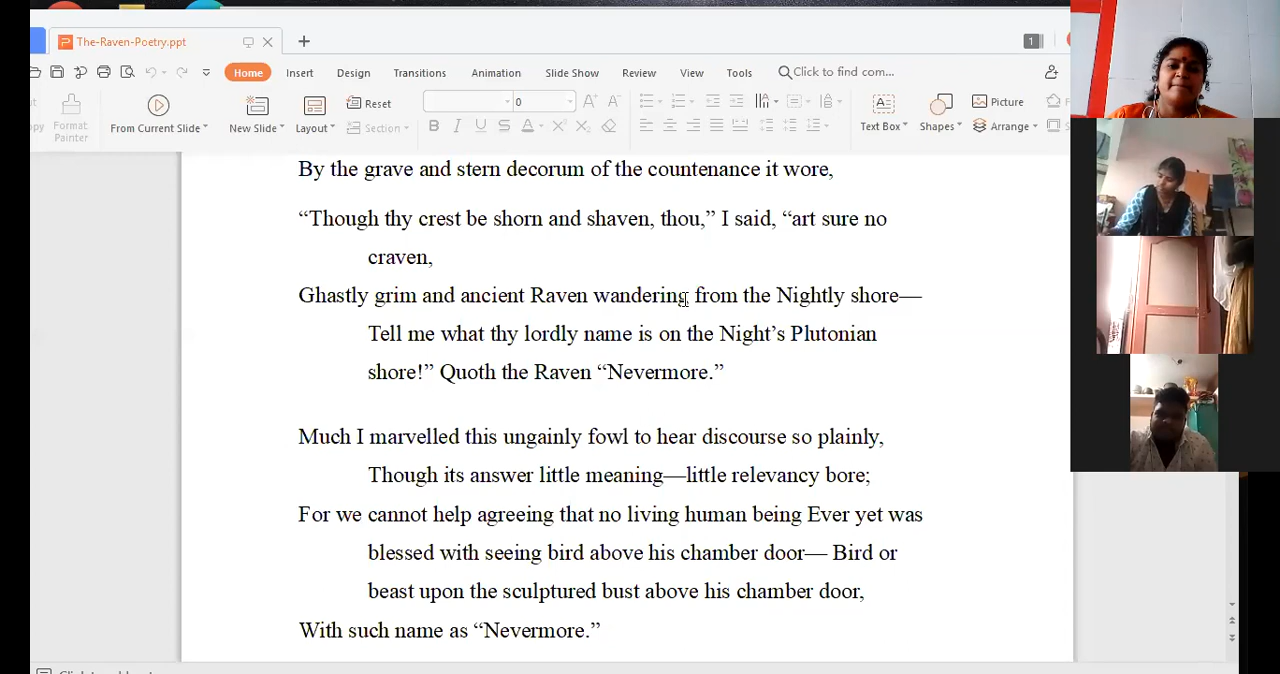 The-Raven-Poetry.ppt
1
Home Insert Design Transitions Animation Slide Show Review View Tools Click to find com...
Format Painter
From Current Slide
New Slide
Layout
Reset
Section
0
B I U S A X² X₂
Text Box
Shapes
Picture
Arrange
By the grave and stern decorum of the countenance it wore,
“Though thy crest be shorn and shaven, thou,” I said, “art sure no
craven,
Ghastly grim and ancient Raven wandering from the Nightly shore—
Tell me what thy lordly name is on the Night’s Plutonian
shore!” Quoth the Raven “Nevermore.”
Much I marvelled this ungainly fowl to hear discourse so plainly,
Though its answer little meaning—little relevancy bore;
For we cannot help agreeing that no living human being Ever yet was
blessed with seeing bird above his chamber door— Bird or
beast upon the sculptured bust above his chamber door,
With such name as “Nevermore.”